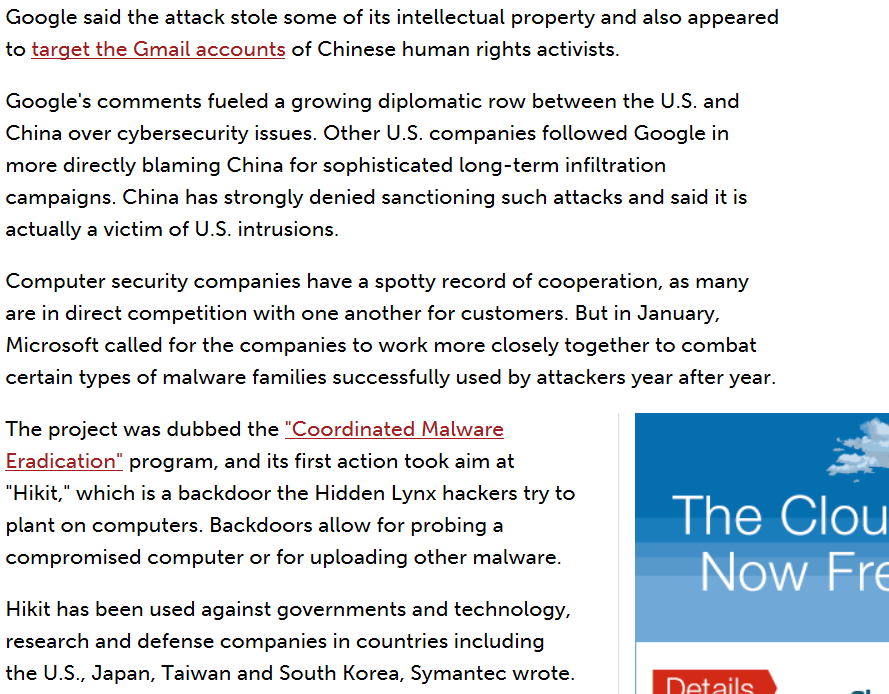 Google said the attack stole some of its intellectual property and also appeared
to target the Gmail accounts of Chinese human rights activists.
Google's comments fueled a growing diplomatic row between the U.S. and
China over cybersecurity issues. Other U.S. companies followed Google in
more directly blaming China for sophisticated long-term infiltration
campaigns. China has strongly denied sanctioning such attacks and said it is
actually a victim of U.S. intrusions.
Computer security companies have a spotty record of cooperation, as many
are in direct competition with one another for customers. But in January,
Microsoft called for the companies to work more closely together to combat
certain types of malware families successfully used by attackers year after year.
The project was dubbed the "Coordinated Malware
Eradication" program, and its first action took aim at
"Hikit," which is a backdoor the Hidden Lynx hackers try to
plant on computers. Backdoors allow for probing a
compromised computer or for uploading other malware.
Hikit has been used against governments and technology,
research and defense companies in countries including
the U.S., Japan, Taiwan and South Korea, Symantec wrote.
The Clou
Now Fre
Details